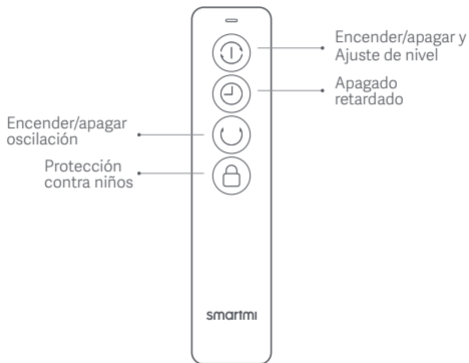 Encender/apagar y
Ajuste de nivel
Apagado
retardado
Encender/apagar
oscilación
Protección
contra niños
smartmi